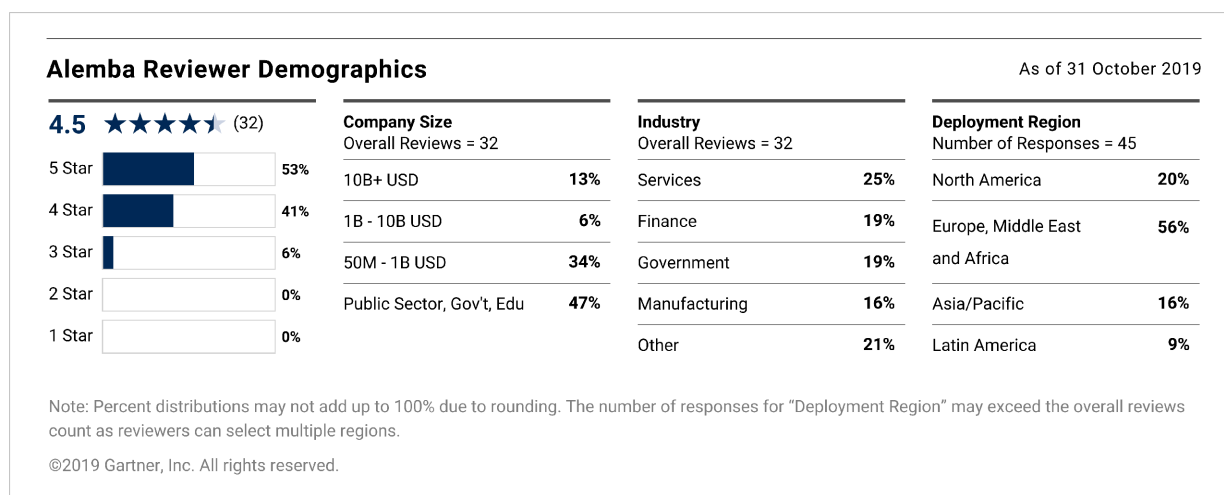 Alemba Reviewer Demographics
As of 31 October 2019
4.5 (32)
5 Star 53%
4 Star 41%
3 Star 6%
2 Star 0%
1 Star 0%
Company Size
Overall Reviews = 32
10B+ USD 13%
1B - 10B USD 6%
50M - 1B USD 34%
Public Sector, Gov't, Edu 47%
Industry
Overall Reviews = 32
Services 25%
Finance 19%
Government 19%
Manufacturing 16%
Other 21%
Deployment Region
Number of Responses = 45
North America 20%
Europe, Middle East 56%
and Africa
Asia/Pacific 16%
Latin America 9%
Note: Percent distributions may not add up to 100% due to rounding. The number of responses for “Deployment Region” may exceed the overall reviews
count as reviewers can select multiple regions.
©2019 Gartner, Inc. All rights reserved.